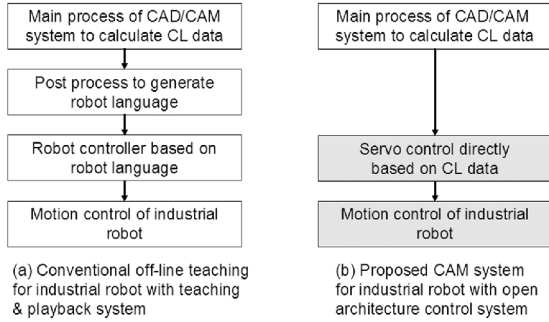 Main process of CAD/CAM
system to calculate CL data
Post process to generate
robot language
Robot controller based on
robot language
Motion control of industrial
robot
(a) Conventional off-line teaching
for industrial robot with teaching
& playback system
Main process of CAD/CAM
system to calculate CL data
Servo control directly
based on CL data
Motion control of industrial
robot
(b) Proposed CAM system
for industrial robot with open
architecture control system